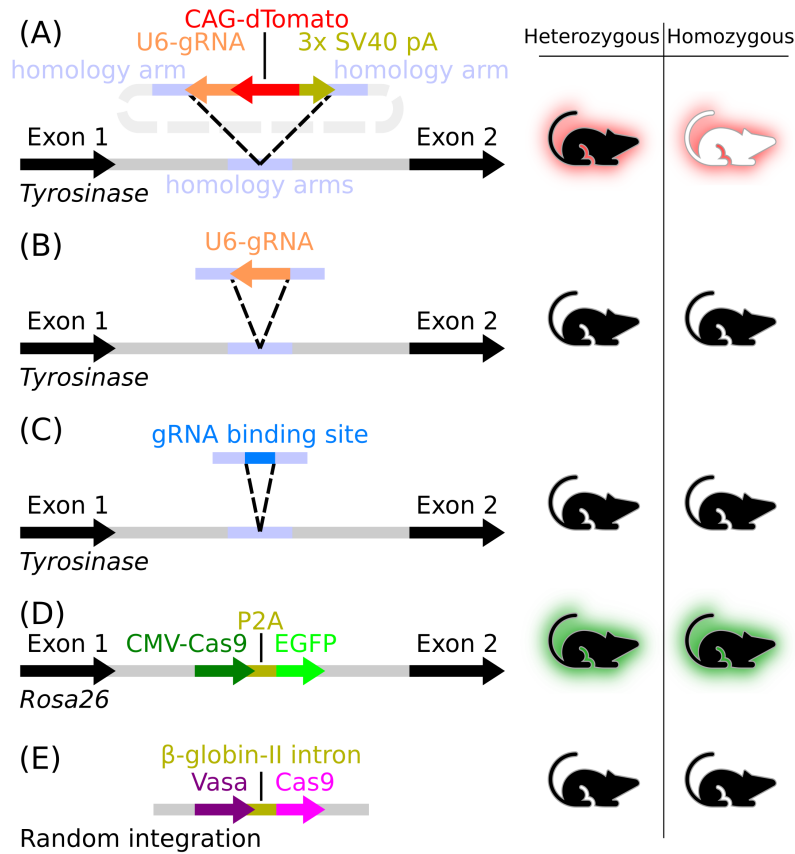 (A)
CAG-dTomato
U6-gRNA
3x SV40 pA
homology arm
homology arm
Heterozygous
Homozygous
Exon 1
Exon 2
homology arms
Tyrosinase
(B)
U6-gRNA
Exon 1
Exon 2
Tyrosinase
(C)
gRNA binding site
Exon 1
Exon 2
Tyrosinase
(D)
P2A
Exon 1
CMV-Cas9
EGFP
Exon 2
Rosa26
(E)
β-globin-II intron
Vasa
Cas9
Random integration